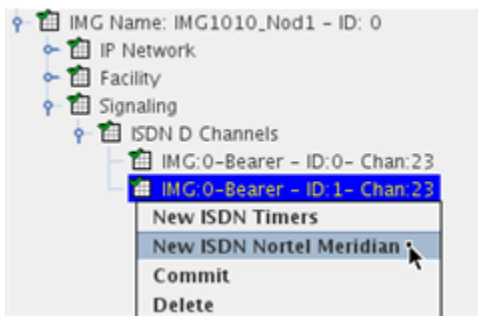 IMG Name: IMG1010_Nod1 - ID: 0
IP Network
Facility
Signaling
ISDN D Channels
IMG:0-Bearer - ID:0- Chan:23
IMG:0-Bearer - ID:1- Chan:23
New ISDN Timers
New ISDN Nortel Meridian
Commit
Delete